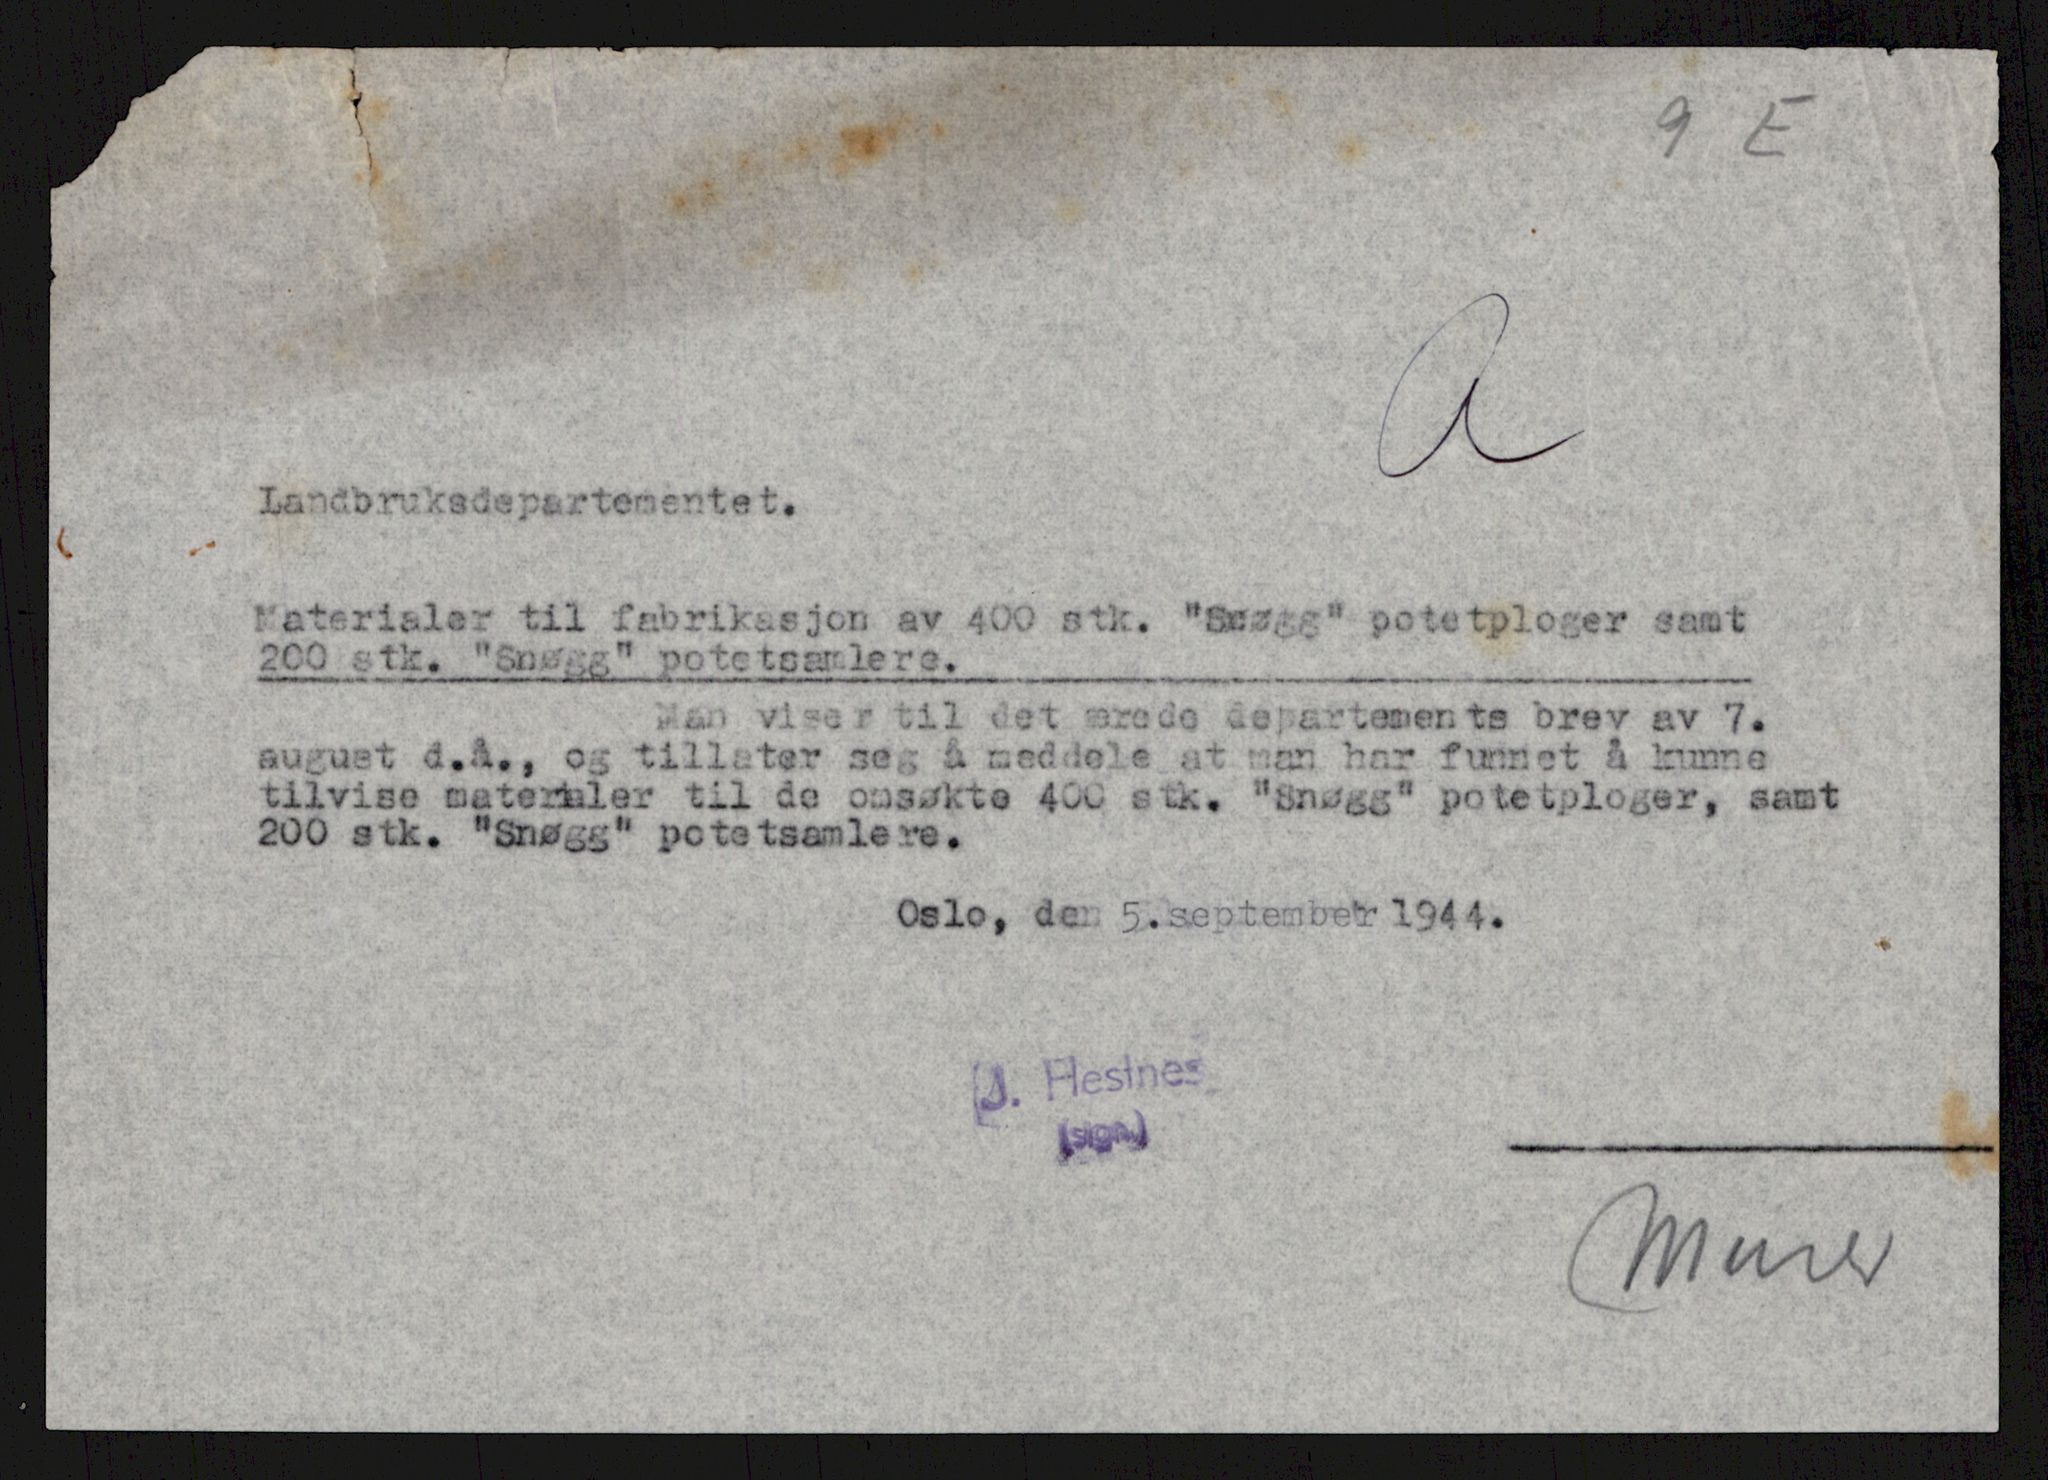 9 E
a
Landbruksdepartementet.
Materialer til fabrikasjon av 400 stk. "Snøgg" potetploger samt
200 stk. "Snøgg" potetsamlere.
Man viser til det ærede departements brev av 7.
august d.å., og tillater seg å meddele at man har funnet å kunne
tilvise materialer til de omsøkte 400 stk. "Snøgg" potetploger, samt
200 stk. "Snøgg" potetsamlere.
Oslo, den 5.september 1944.
J. Flestnes
(sign.)